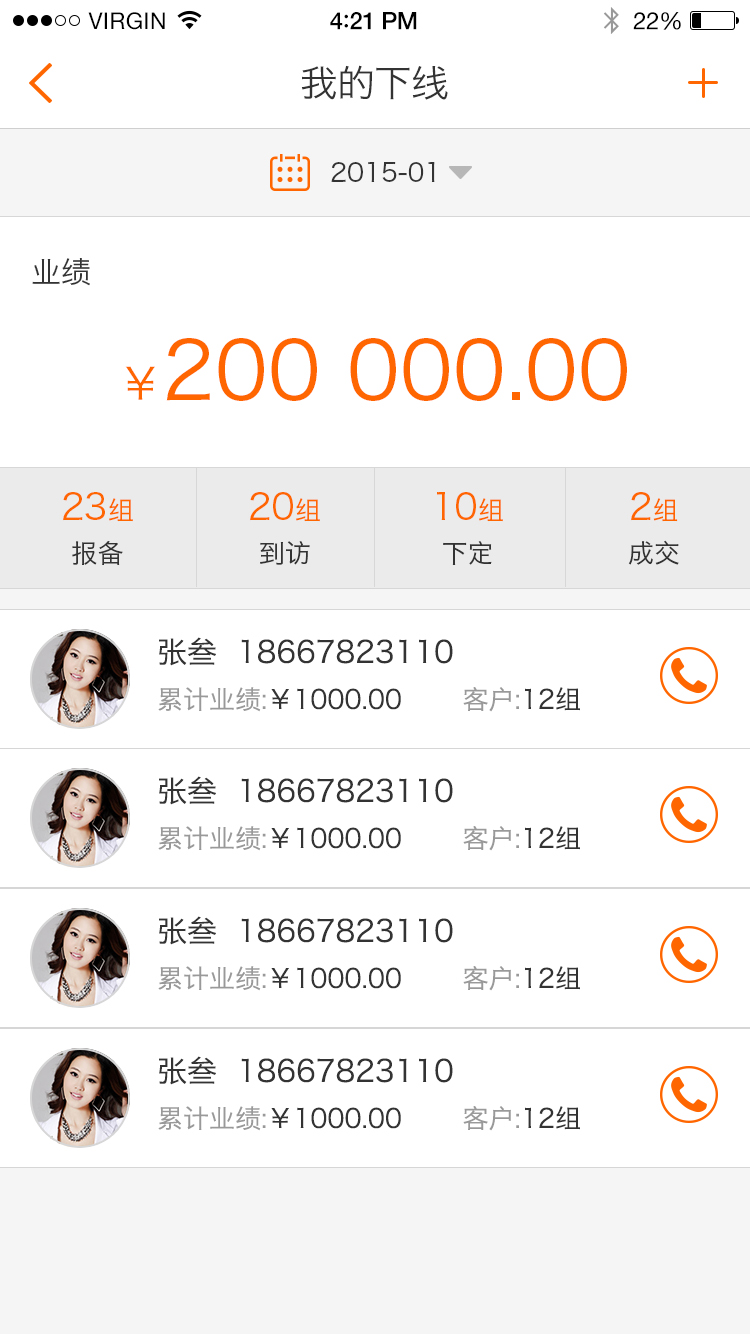 VIRGIN 4:21 PM 22%
我的下线
2015-01
业绩
¥200 000.00
23组 20组 10组 2组
报备 到访 下定 成交
张叁 18667823110
累计业绩:¥1000.00 客户:12组
张叁 18667823110
累计业绩:¥1000.00 客户:12组
张叁 18667823110
累计业绩:¥1000.00 客户:12组
张叁 18667823110
累计业绩:¥1000.00 客户:12组